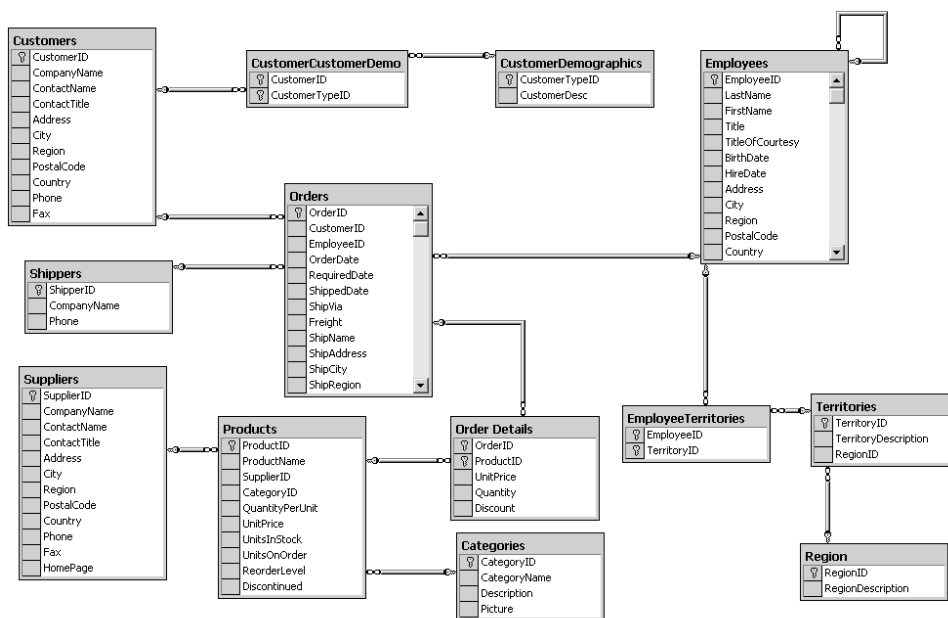 Customers
CustomerID
CompanyName
ContactName
ContactTitle
Address
City
Region
PostalCode
Country
Phone
Fax
CustomerCustomerDemo
CustomerID
CustomerTypeID
CustomerDemographics
CustomerTypeID
CustomerDesc
Employees
EmployeeID
LastName
FirstName
Title
TitleOfCourtesy
BirthDate
HireDate
Address
City
Region
PostalCode
Country
Orders
OrderID
CustomerID
EmployeeID
OrderDate
RequiredDate
ShippedDate
ShipVia
Freight
ShipName
ShipAddress
ShipCity
ShipRegion
Shippers
ShipperID
CompanyName
Phone
Suppliers
SupplierID
CompanyName
ContactName
ContactTitle
Address
City
Region
PostalCode
Country
Phone
Fax
HomePage
Products
ProductID
ProductName
SupplierID
CategoryID
QuantityPerUnit
UnitPrice
UnitsInStock
UnitsOnOrder
ReorderLevel
Discontinued
Order Details
OrderID
ProductID
UnitPrice
Quantity
Discount
EmployeeTerritories
EmployeeID
TerritoryID
Territories
TerritoryID
TerritoryDescription
RegionID
Categories
CategoryID
CategoryName
Description
Picture
Region
RegionID
RegionDescription